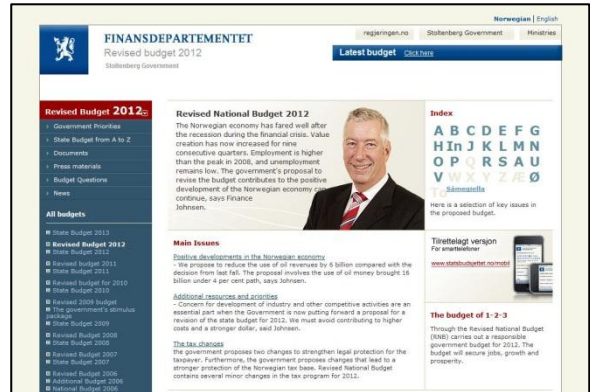 Norwegian | English
FINANSDEPARTEMENTET
Revised budget 2012
Stoltenberg Government
regjeringen.no Stoltenberg Government Ministries
Latest budget Click here
Revised Budget 2012
Government Priorities
State Budget from A to Z
Documents
Press materials
Budget Questions
News
All budgets
State Budget 2013
Revised Budget 2012
State Budget 2012
Revised budget 2011
State Budget 2011
Revised budget for 2010
State Budget 2010
Revised 2009 budget
The government's stimulus
package
State Budget 2009
Revised Budget 2008
State Budget 2008
Revised Budget 2007
State Budget 2007
Revised Budget 2006
Additional Budget 2006
National Budget 2006
Revised National Budget 2012
The Norwegian economy has fared well after
the recession during the financial crisis. Value
creation has now increased for nine
consecutive quarters. Employment is higher
than the peak in 2008, and unemployment
remains low. The government's proposal to
revise the budget contributes to the positive
development of the Norwegian economy can
continue, says Finance
Johnsen.
Main Issues
Positive developments in the Norwegian economy
- We propose to reduce the use of oil revenues by 6 billion compared with the
decision from last fall. The proposal involves the use of oil money brought 16
billion under 4 per cent path, says Johnsen.
Additional resources and priorities
- Concern for development of industry and other competitive activities are an
essential part when the Government is now putting forward a proposal for a
revision of the state budget for 2012. We must avoid contributing to higher
costs and a stronger dollar, said Johnsen.
The tax changes
the government proposes two changes to strengthen legal protection for the
taxpayer. Furthermore, the government proposes changes that lead to a
stronger protection of the Norwegian tax base. Revised National Budget
contains several minor changes in the tax program for 2012.
Index
A B C D E F G
H In J K L M N
O P Q R S A U
V W X Y Z Æ Ø
To Sámegiella
Here is a selection of key issues in
the proposed budget.
Tilrettelagt versjon
For smarttelefoner
www.statsbudsjettet.no/mobil
The budget of 1-2-3
Through the Revised National Budget
(RNB) carries out a responsible
government budget for 2012. The
budget will secure jobs, growth and
prosperity.